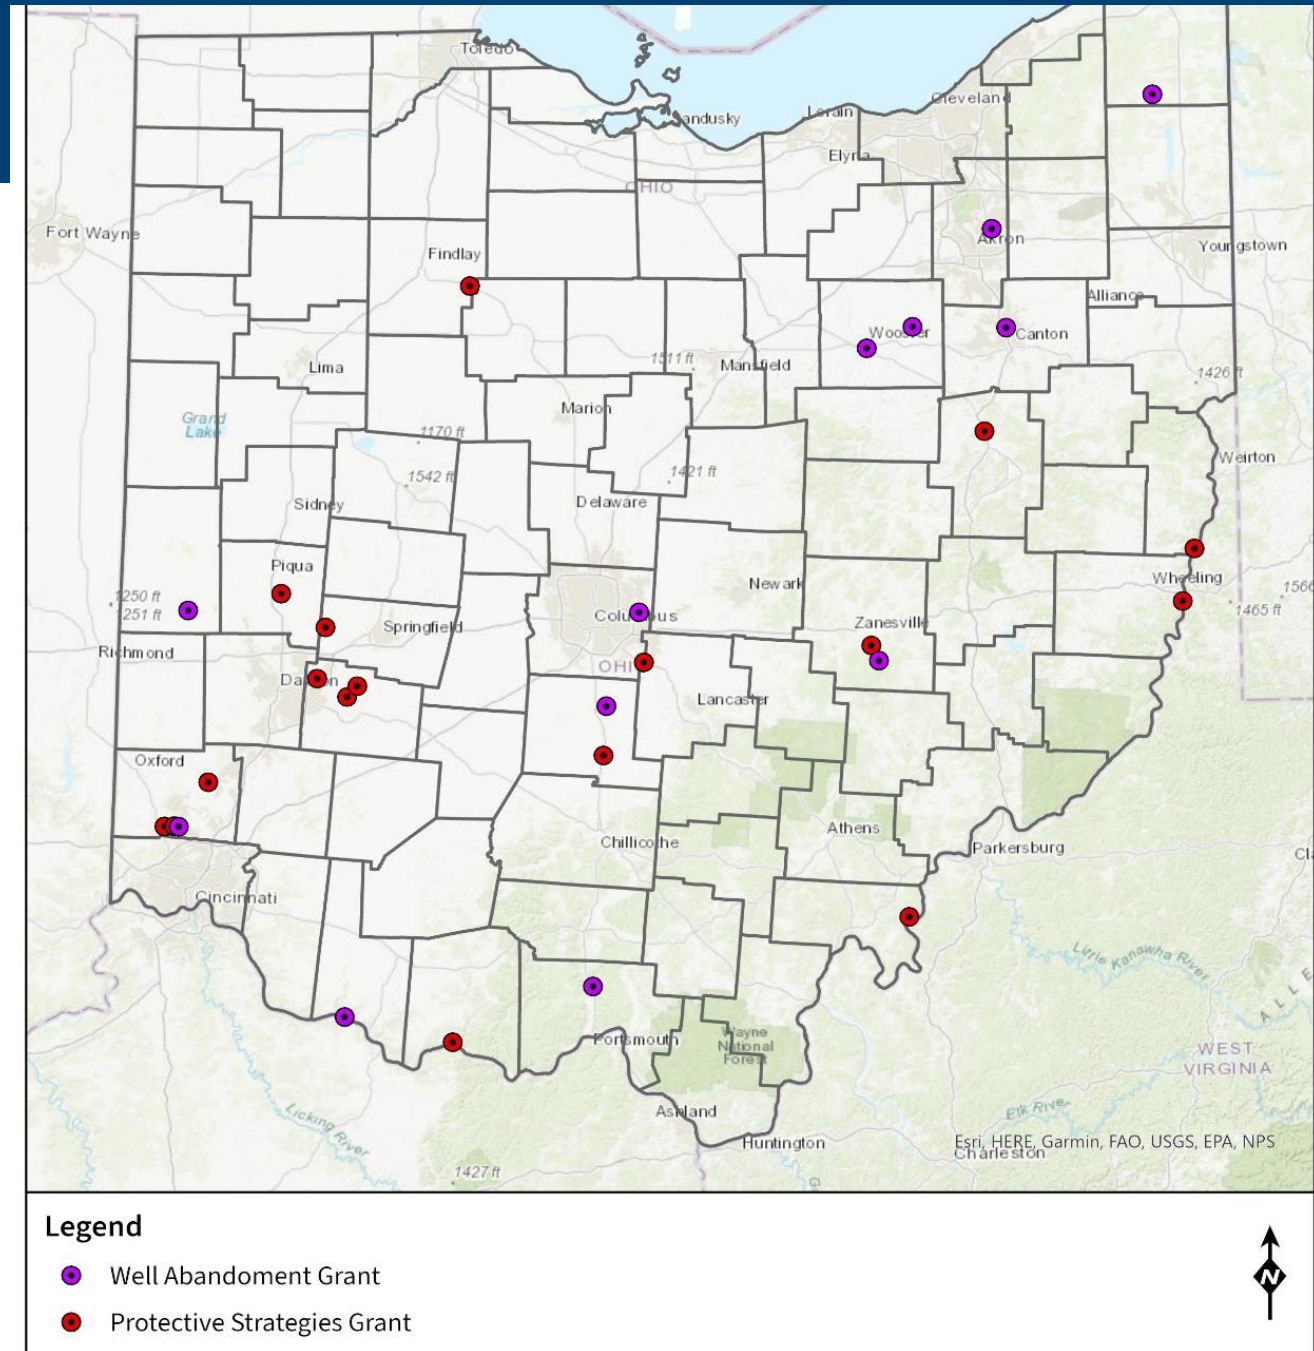 Toledo
Cleveland
Sandusky
Lorain
Elyria
OHIO
Fort Wayne
Akron
Youngstown
Findlay
Alliance
Wooster
Canton
1511 ft
Mansfield
Lima
1426 ft
Marion
Grand
Lake
1170 ft
Weirton
1421 ft
1542 ft
Delaware
Sidney
Piqua
Newark
Wheeling
1250 ft
1251 ft
1465 ft
Columbus
Zanesville
Springfield
Richmond
OHIO
Dayton
Lancaster
Oxford
Athens
Chillicothe
Parkersburg
Cincinnati
Little Kanawha River
Portsmouth
Wayne
National
Forest
WEST
VIRGINIA
Licking River
Ashland
Elk River
Huntington
Esri, HERE, Garmin, FAO, USGS, EPA, NPS
Charleston
1427 ft
Legend
Well Abandoment Grant
Protective Strategies Grant
N